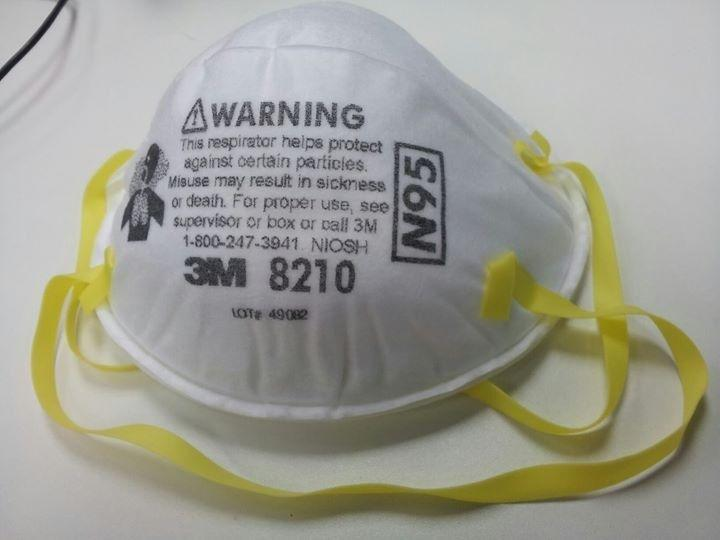 ⚠WARNING
This respirator helps protect
against certain particles.
Misuse may result in sickness
or death. For proper use, see
supervisor or box or call 3M
1-800-247-3941. NIOSH
3M 8210
N95
LOT# 49082